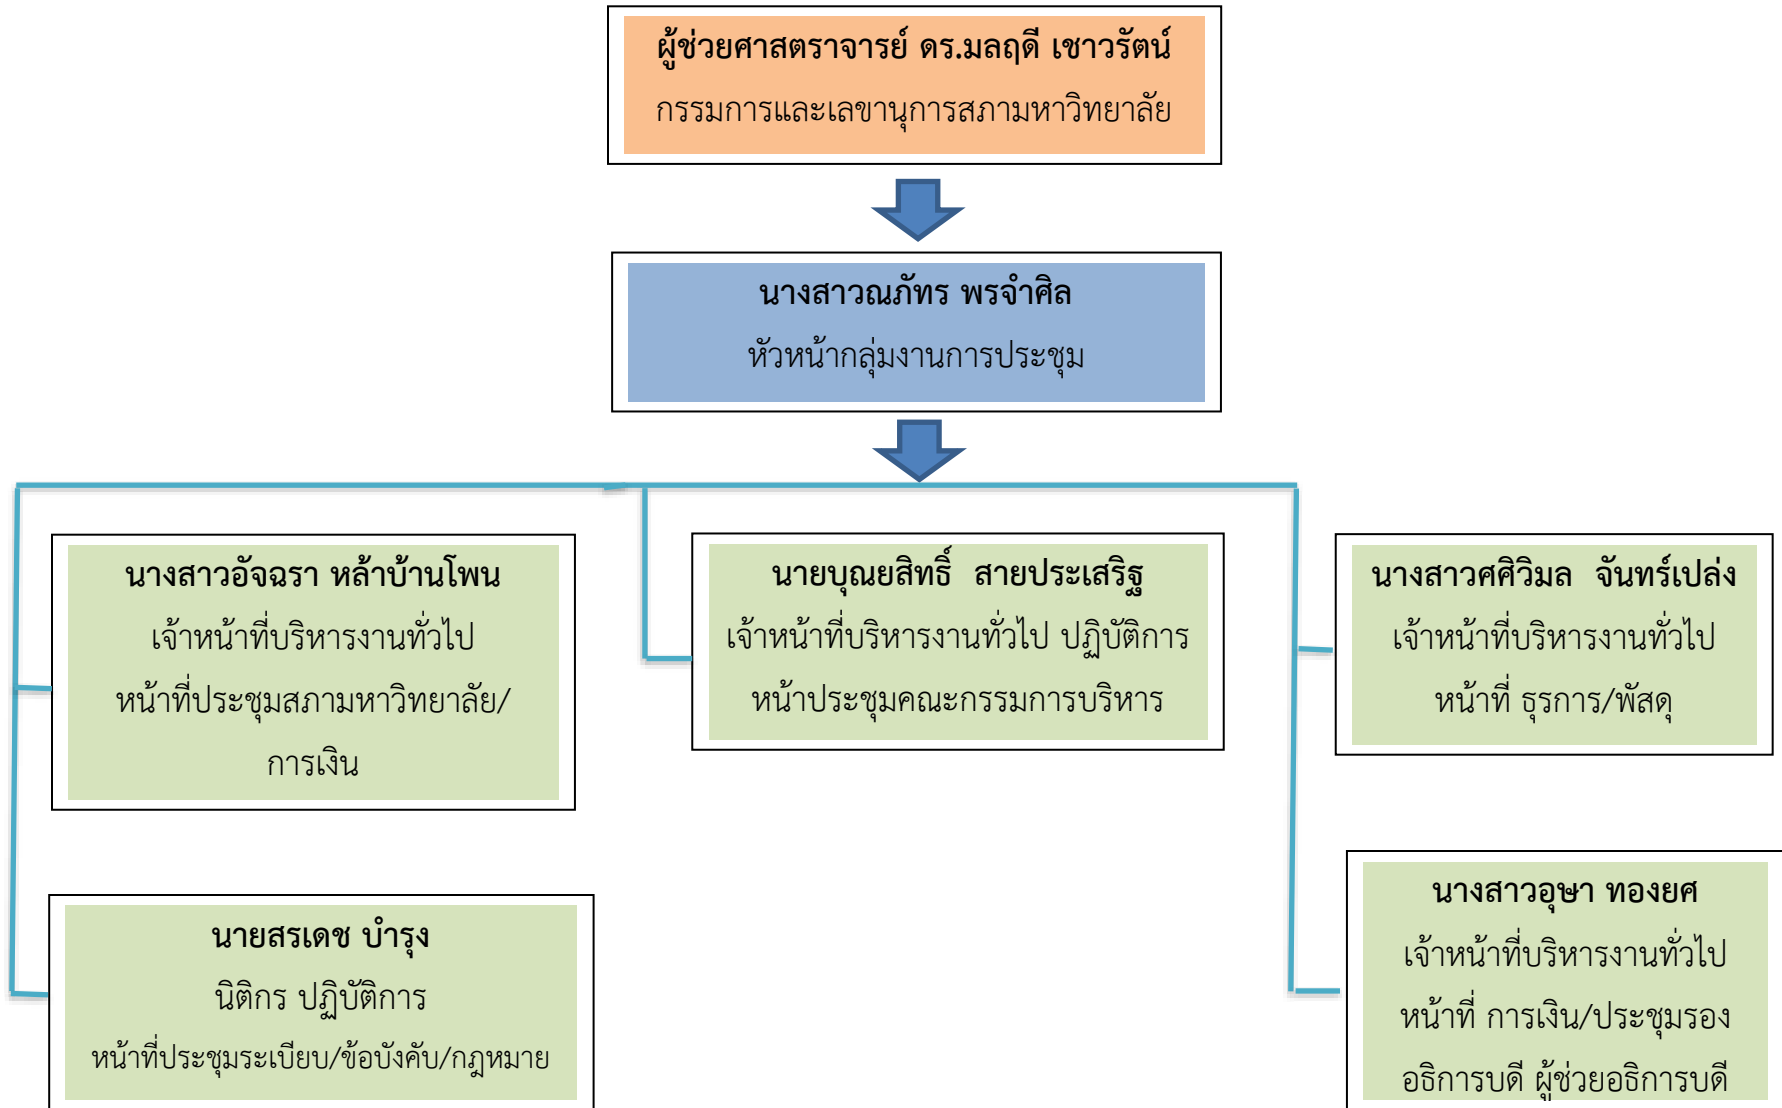 ผู้ช่วยศาสตราจารย์ ดร.มลฤดี เชาวรัตน์
กรรมการและเลขานุการสภามหาวิทยาลัย
นางสาวณภัทร พรจำศิล
หัวหน้ากลุ่มงานการประชุม
นางสาวอัจฉรา หล้าบ้านโพน
เจ้าหน้าที่บริหารงานทั่วไป
หน้าที่ประชุมสภามหาวิทยาลัย/
การเงิน
นายบุณยสิทธิ์ สายประเสริฐ
เจ้าหน้าที่บริหารงานทั่วไป ปฏิบัติการ
หน้าประชุมคณะกรรมการบริหาร
นางสาวศศิวิมล จันทร์เปล่ง
เจ้าหน้าที่บริหารงานทั่วไป
หน้าที่ ธุรการ/พัสดุ
นายสรเดช บำรุง
นิติกร ปฏิบัติการ
หน้าที่ประชุมระเบียบ/ข้อบังคับ/กฎหมาย
นางสาวอุษา ทองยศ
เจ้าหน้าที่บริหารงานทั่วไป
หน้าที่ การเงิน/ประชุมรอง
อธิการบดี ผู้ช่วยอธิการบดี